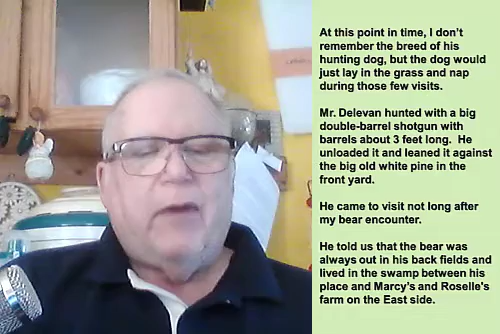 At this point in time, I don't
remember the breed of his
hunting dog, but the dog would
just lay in the grass and nap
during those few visits.
Mr. Delevan hunted with a big
double-barrel shotgun with
barrels about 3 feet long.  He
unloaded it and leaned it against
the big old white pine in the
front yard.
He came to visit not long after
my bear encounter.
He told us that the bear was
always out in his back fields and
lived in the swamp between his
place and Marcy's and Roselle's
farm on the East side.